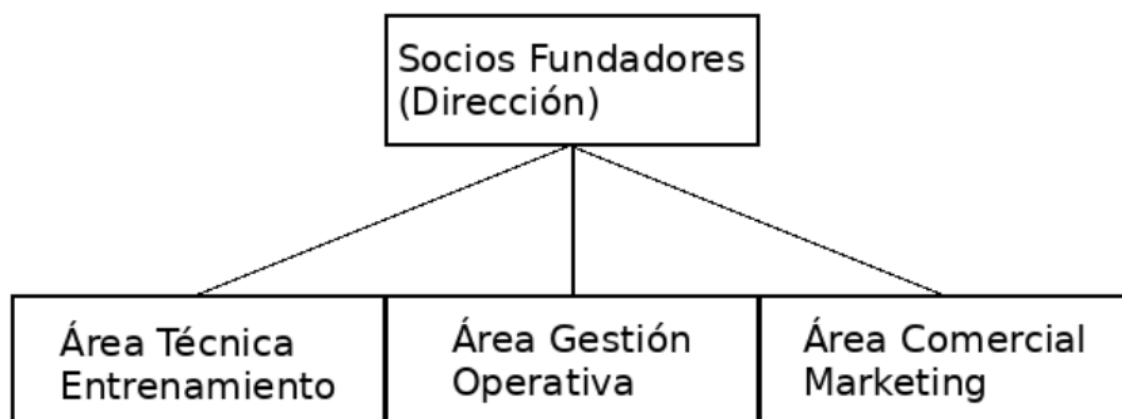 Socios Fundadores
(Dirección)
Área Técnica
Entrenamiento
Área Gestión
Operativa
Área Comercial
Marketing